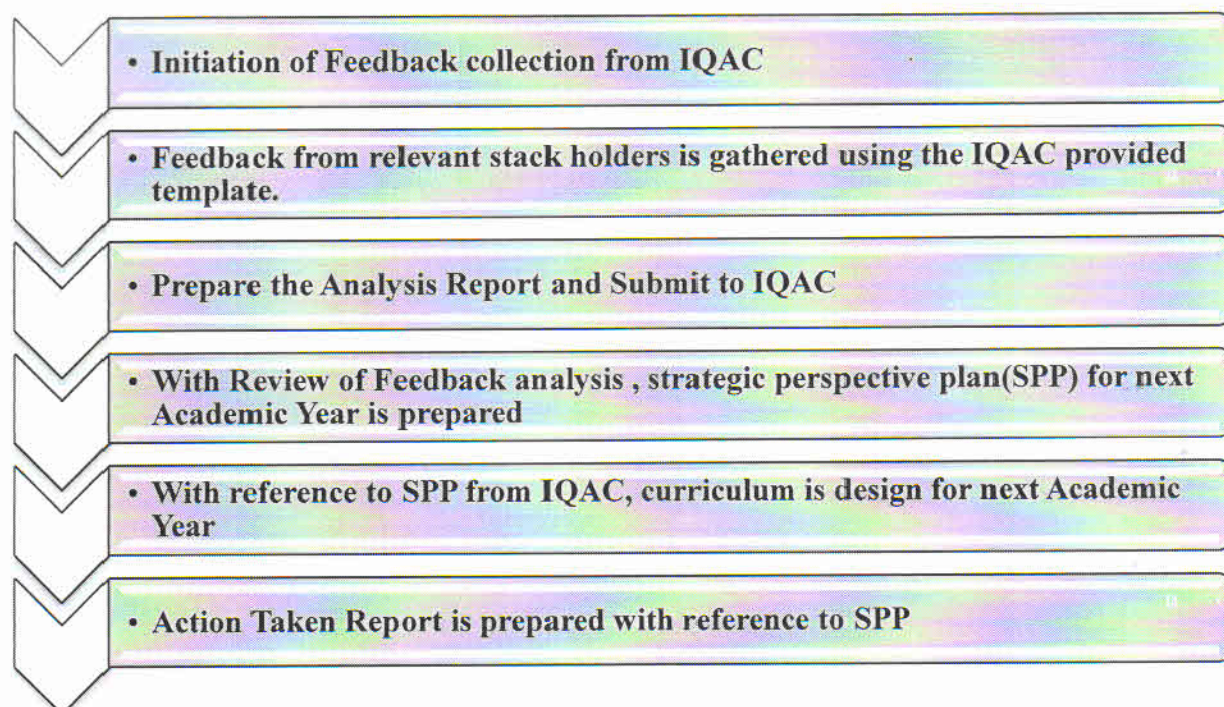 • Initiation of Feedback collection from IQAC
• Feedback from relevant stack holders is gathered using the IQAC provided
template.
• Prepare the Analysis Report and Submit to IQAC
• With Review of Feedback analysis , strategic perspective plan(SPP) for next
Academic Year is prepared
• With reference to SPP from IQAC, curriculum is design for next Academic
Year
• Action Taken Report is prepared with reference to SPP